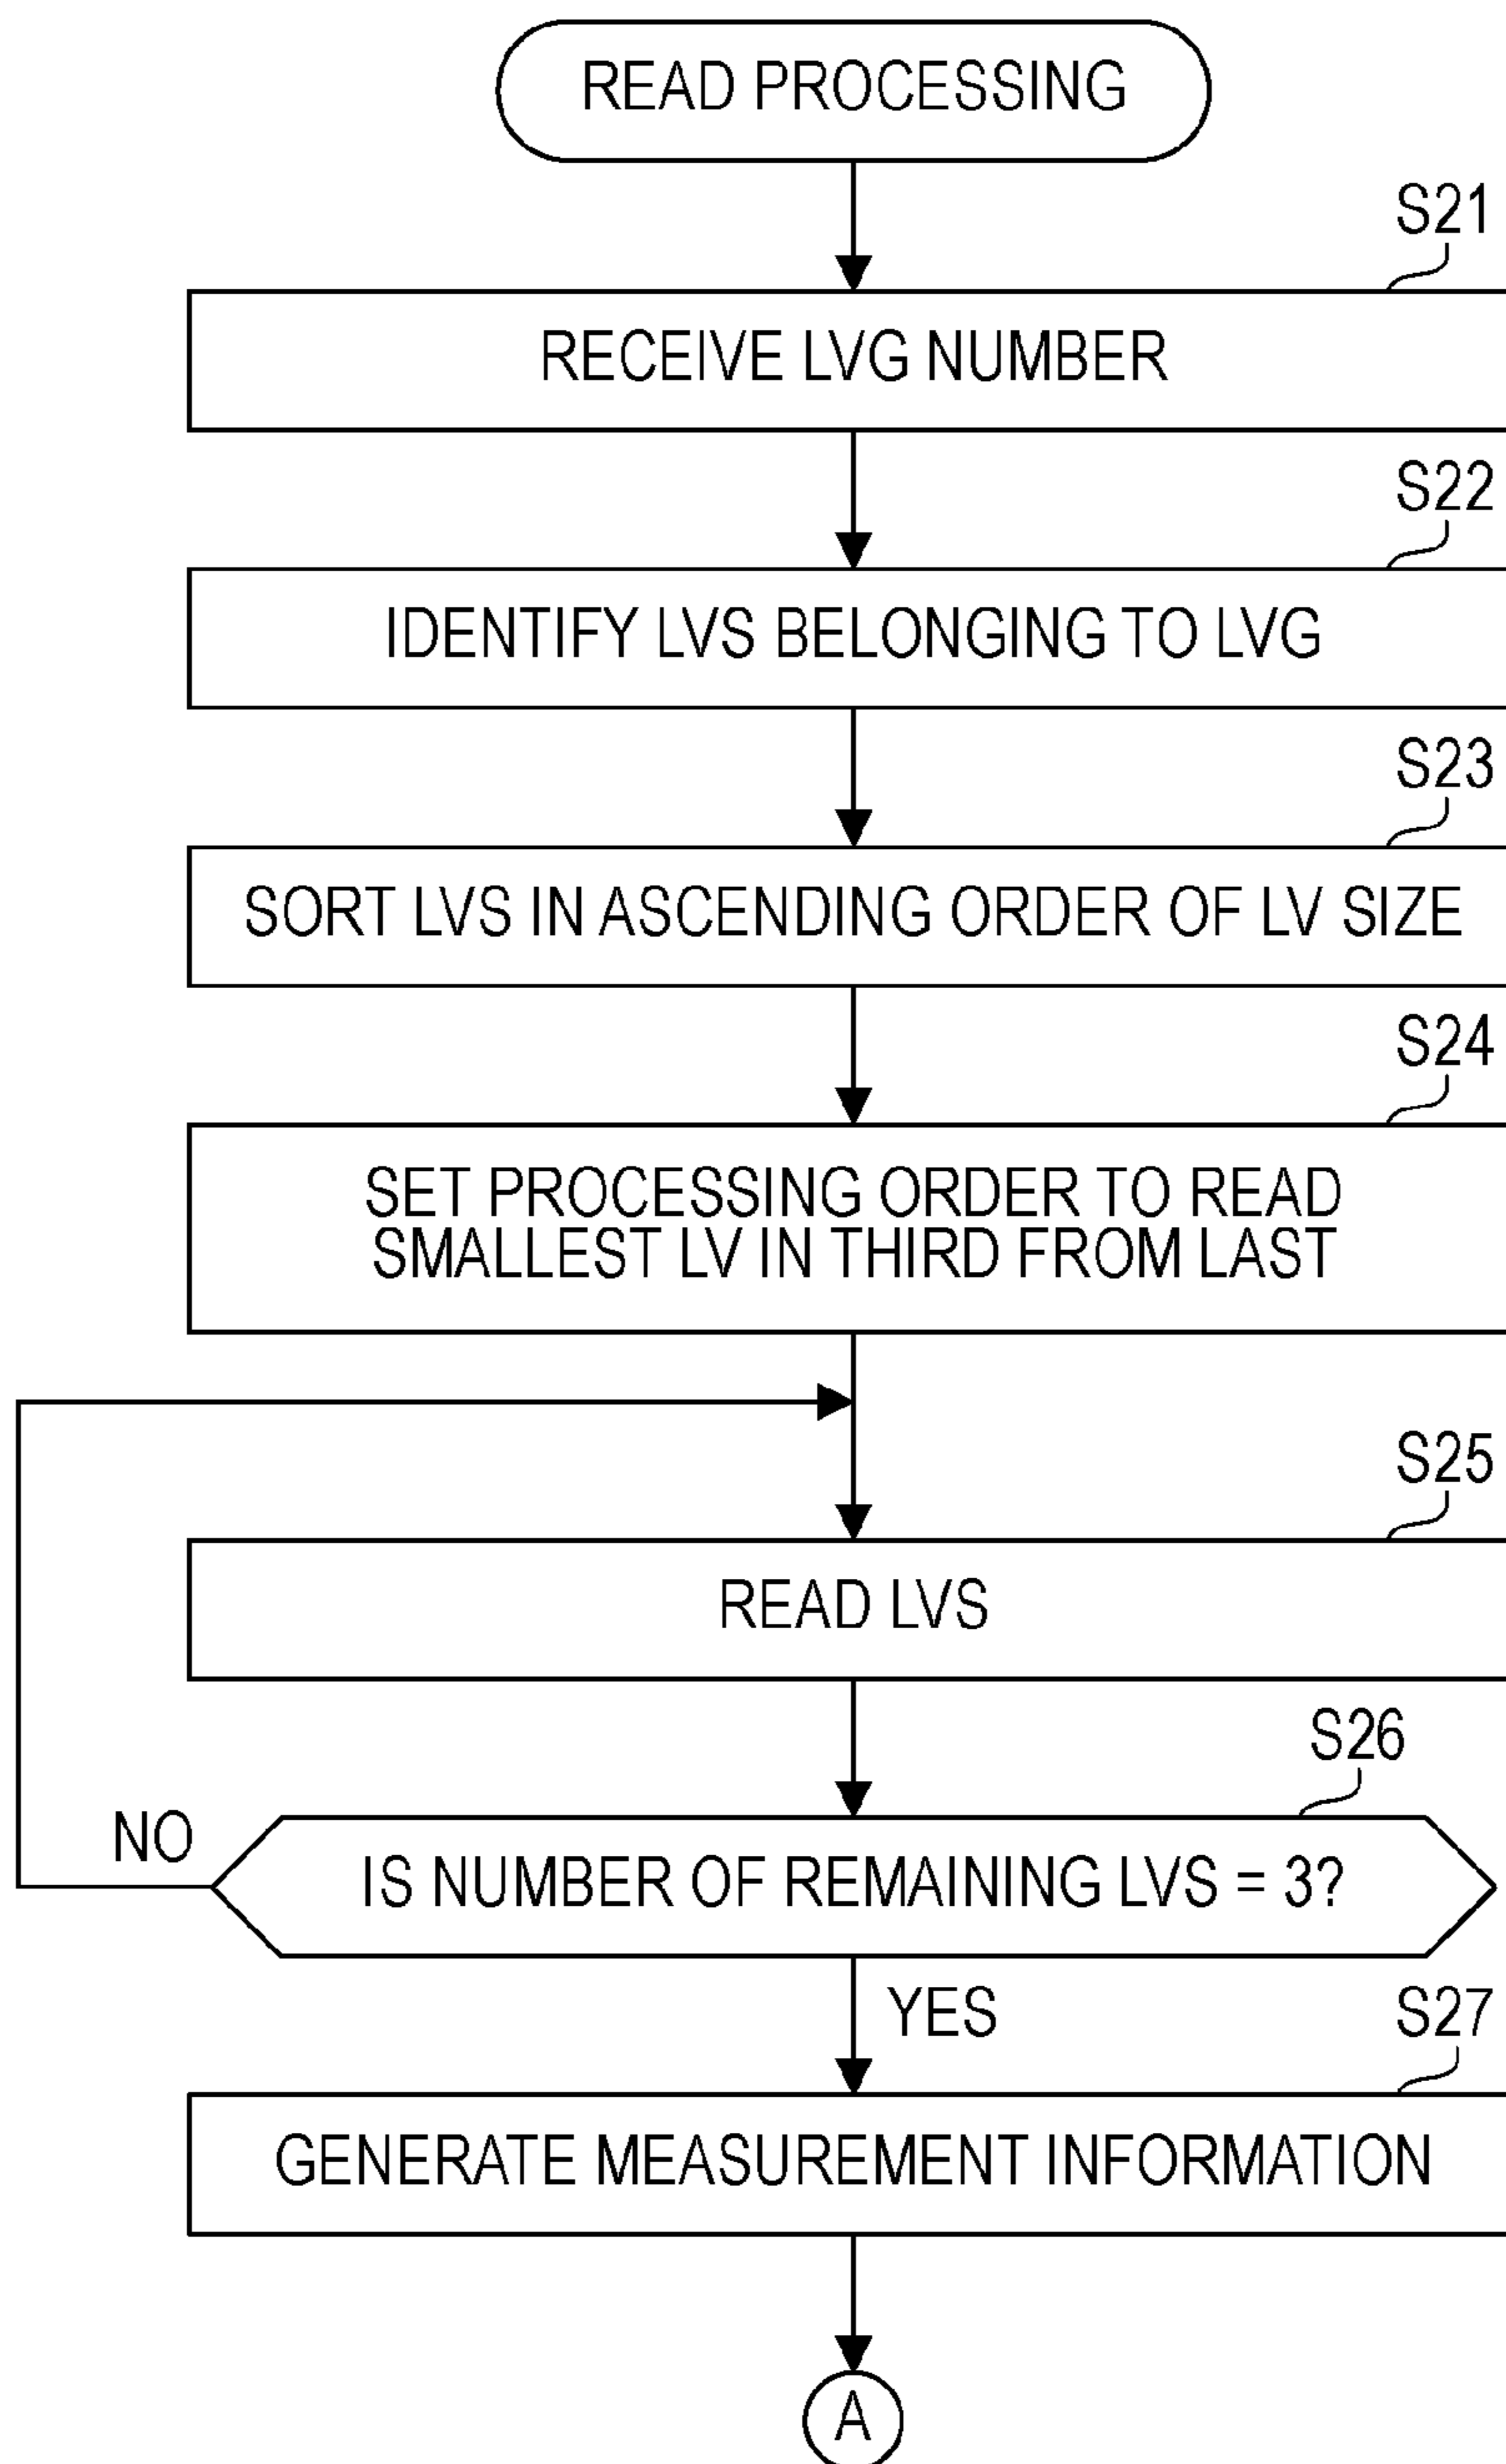 READ PROCESSING
S21
RECEIVE LVG NUMBER
S22
IDENTIFY LVS BELONGING TO LVG
S23
SORT LVS IN ASCENDING ORDER OF LV SIZE
S24
SET PROCESSING ORDER TO READ
SMALLEST LV IN THIRD FROM LAST
S25
READ LVS
S26
NO
IS NUMBER OF REMAINING LVS = 3?
YES
S27
GENERATE MEASUREMENT INFORMATION
A